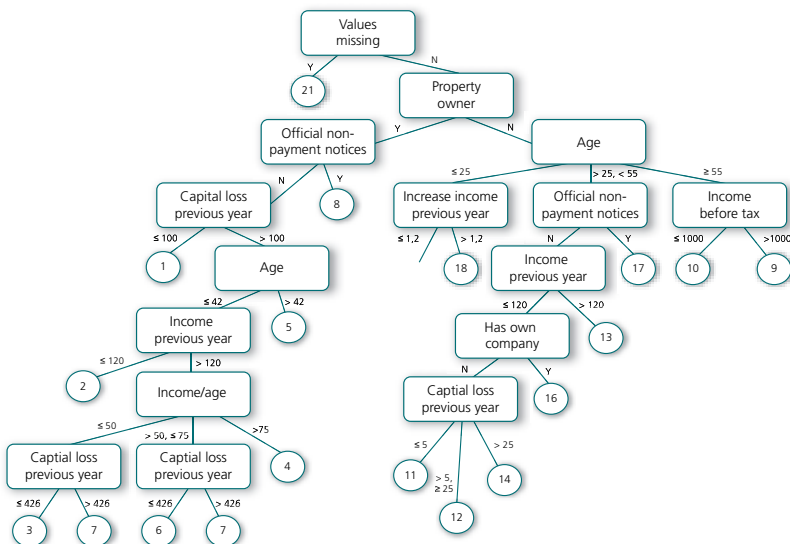 Values
missing
Y
N
21
Property
owner
Y
N
Official non-
payment notices
Age
N
Y
≤ 25
> 25, < 55
≥ 55
Capital loss
previous year
8
Increase income
previous year
Official non-
payment notices
Income
before tax
≤ 100
> 100
≤ 1,2
> 1,2
N
Y
≤ 1000
>1000
1
Age
18
Income
previous year
17
10
9
≤ 42
> 42
≤ 120
> 120
Income
previous year
5
Has own
company
13
≤ 120
> 120
N
Y
2
Income/age
Captial loss
previous year
16
≤ 50
> 50, ≤ 75
>75
≤ 5
> 5,
≥ 25
> 25
Captial loss
previous year
Captial loss
previous year
4
11
14
≤ 426
> 426
≤ 426
> 426
12
3
7
6
7